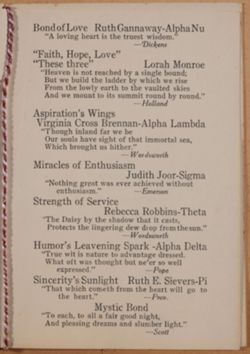 Bond of Love Ruth Gannaway-Alpha Nu
"A loving heart is the truest wisdom."
—Dickens
"Faith, Hope, Love"
"These three" Lorah Monroe
"Heaven is not reached by a single bound;
But we build the ladder by which we rise
From the lowly earth to the vaulted skies
And we mount to its summit round by round."
—Holland
Aspiration's Wings
Virginia Cross Brennan-Alpha Lambda
"Though inland far we be
Our souls have sight of that immortal sea,
Which brought us hither."
—Wordsworth
Miracles of Enthusiasm
Judith Joor-Sigma
"Nothing great was ever achieved without
enthusiasm." —Emerson
Strength of Service
Rebecca Robbins-Theta
"The Daisy by the shadow that it casts,
Protects the lingering dew drop from the sun."
—Wordsworth
Humor's Leavening Spark -Alpha Delta
"True wit is nature to advantage dressed.
What oft was thought but ne'er so well
expressed." —Pope
Sincerity's Sunlight Ruth E. Sievers-Pi
"That which cometh from the heart will go to
the heart."
Mystic Bond
"To each, to all a fair good night,
And pleasing dreams and slumber light."
—Scott